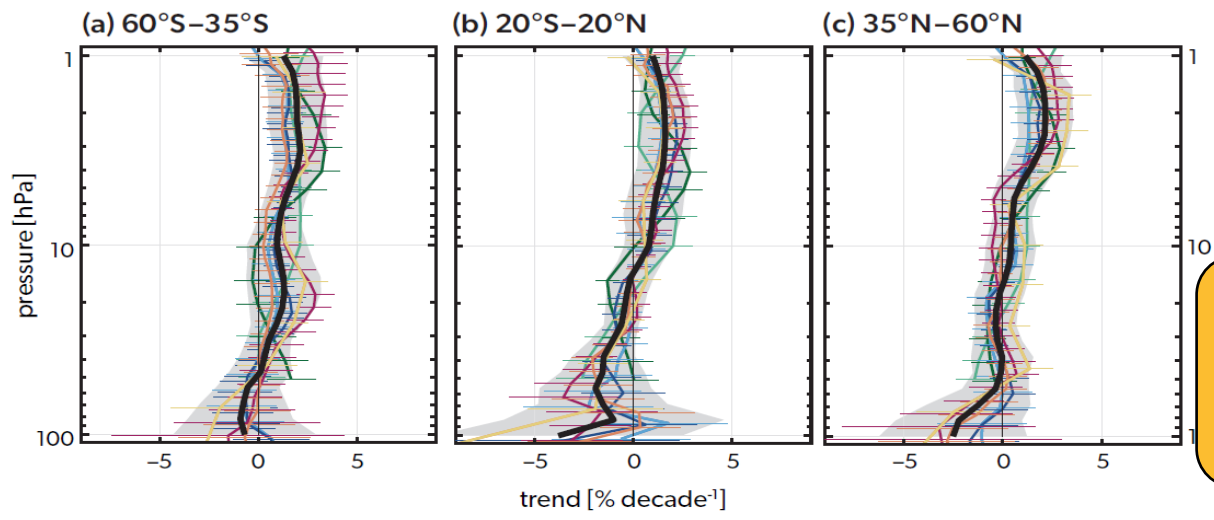 (a) 60°S–35°S (b) 20°S–20°N (c) 35°N–60°N
1 1
pressure [hPa]
10 10
100 1
−5 0 5 −5 0 5 −5 0 5
trend [% decade⁻¹]